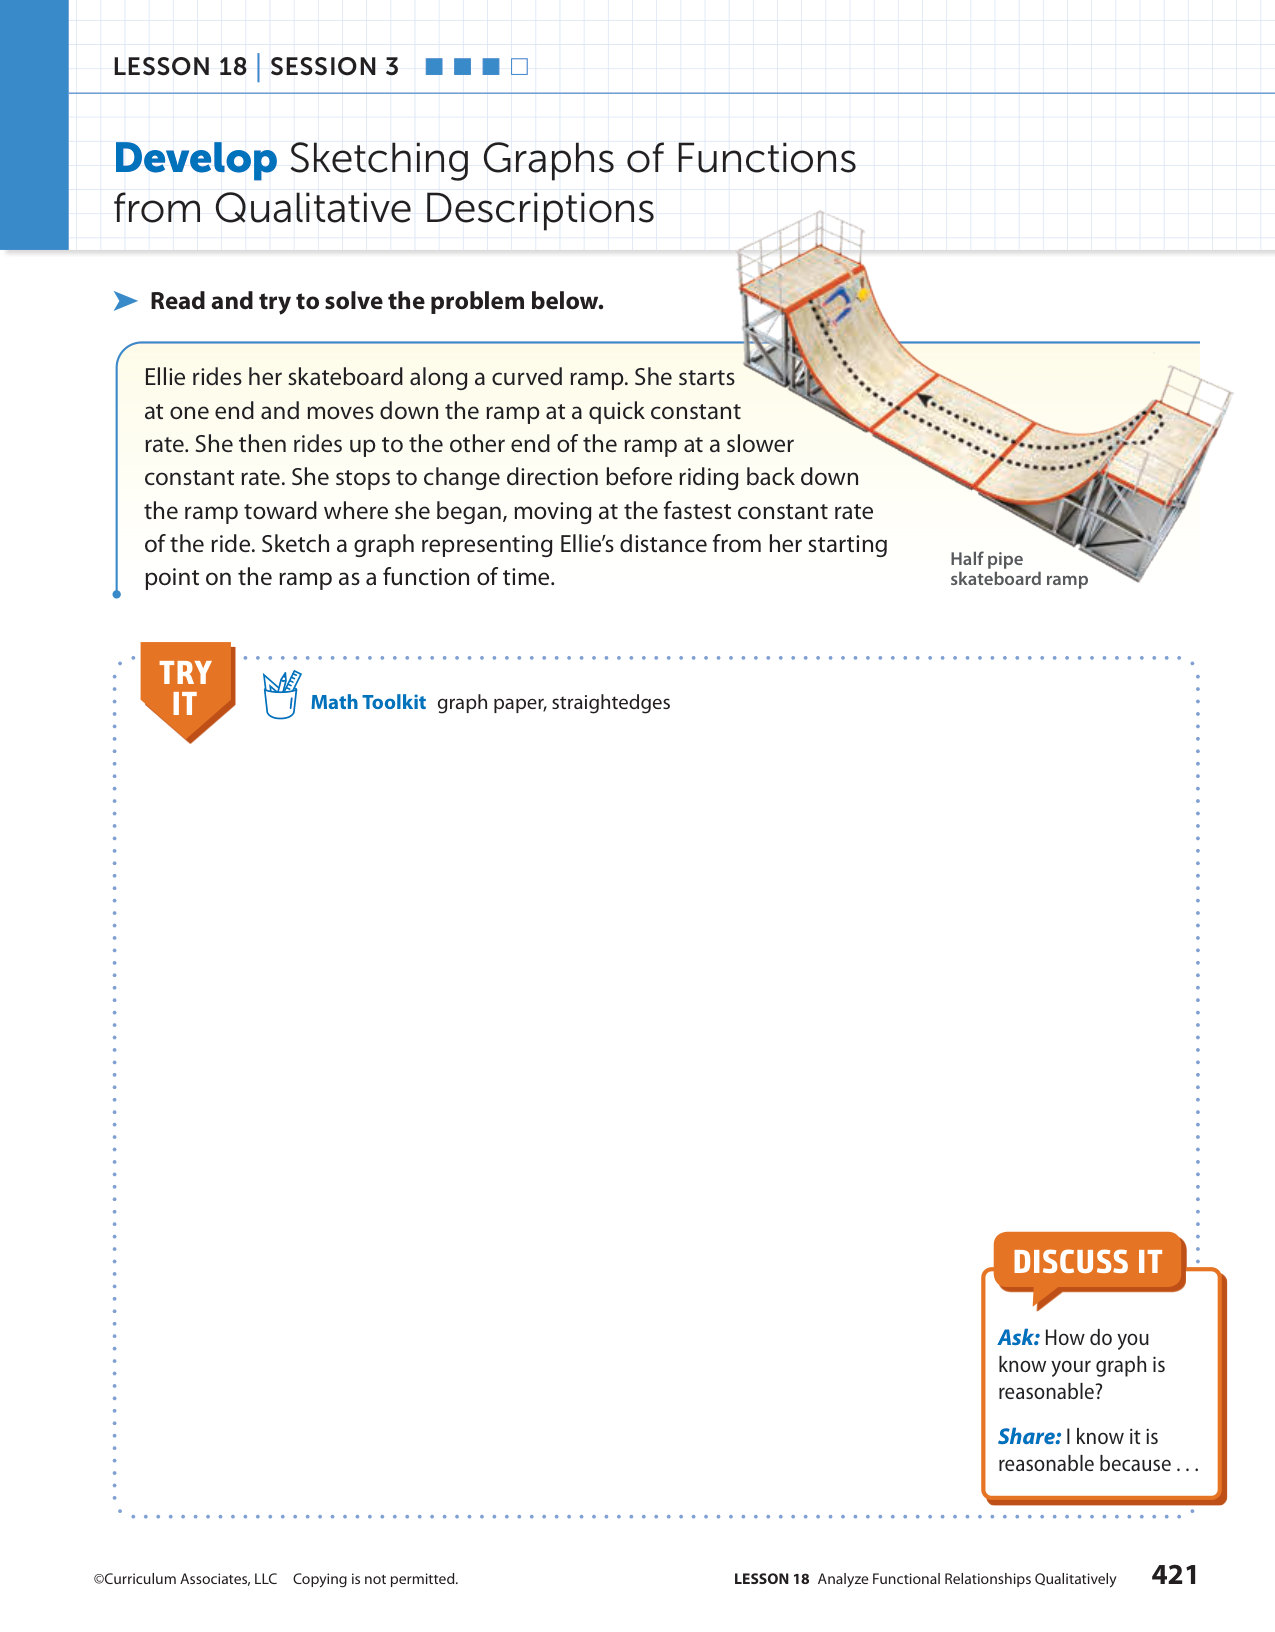 LESSON 18 | SESSION 3
Develop Sketching Graphs of Functions
from Qualitative Descriptions
Read and try to solve the problem below.
Ellie rides her skateboard along a curved ramp. She starts
at one end and moves down the ramp at a quick constant
rate. She then rides up to the other end of the ramp at a slower
constant rate. She stops to change direction before riding back down
the ramp toward where she began, moving at the fastest constant rate
of the ride. Sketch a graph representing Ellie's distance from her starting
point on the ramp as a function of time.
Half pipe
skateboard ramp
TRY
IT
Math Toolkit graph paper, straightedges
DISCUSS IT
Ask: How do you
know your graph is
reasonable?
Share: I know it is
reasonable because . . .
©Curriculum Associates, LLC Copying is not permitted.
LESSON 18 Analyze Functional Relationships Qualitatively 421